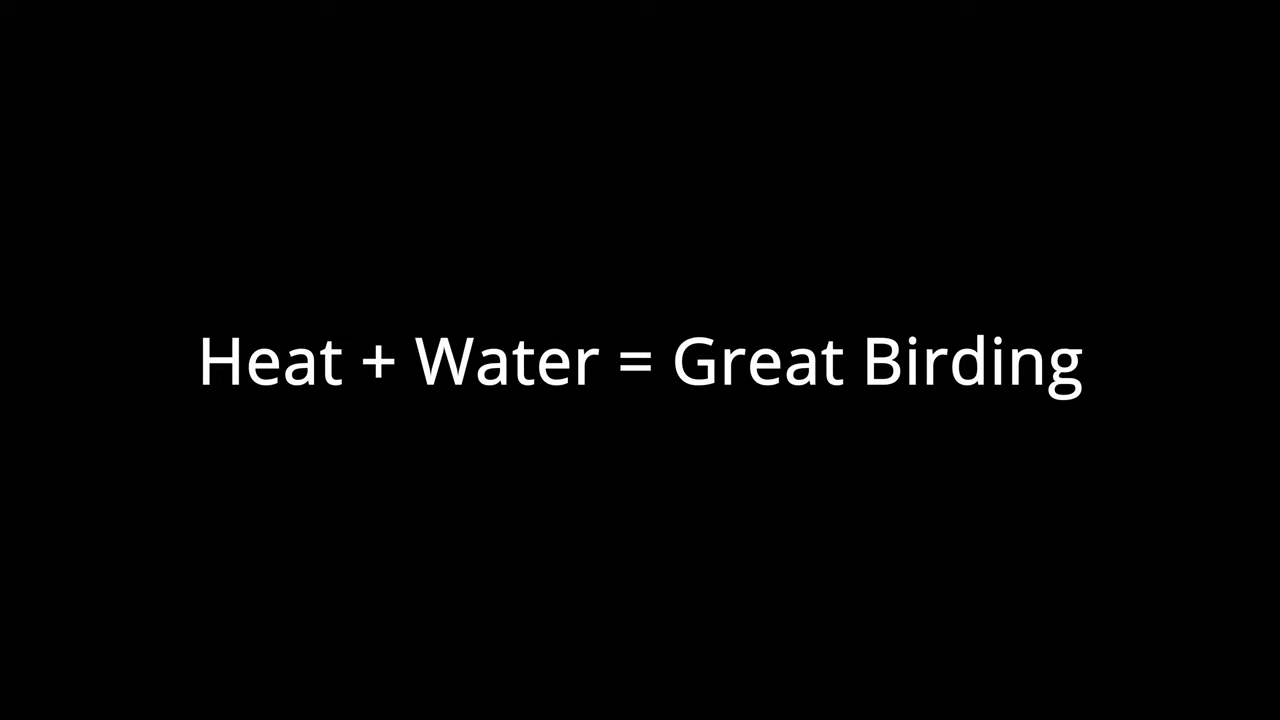 Heat + Water = Great Birding